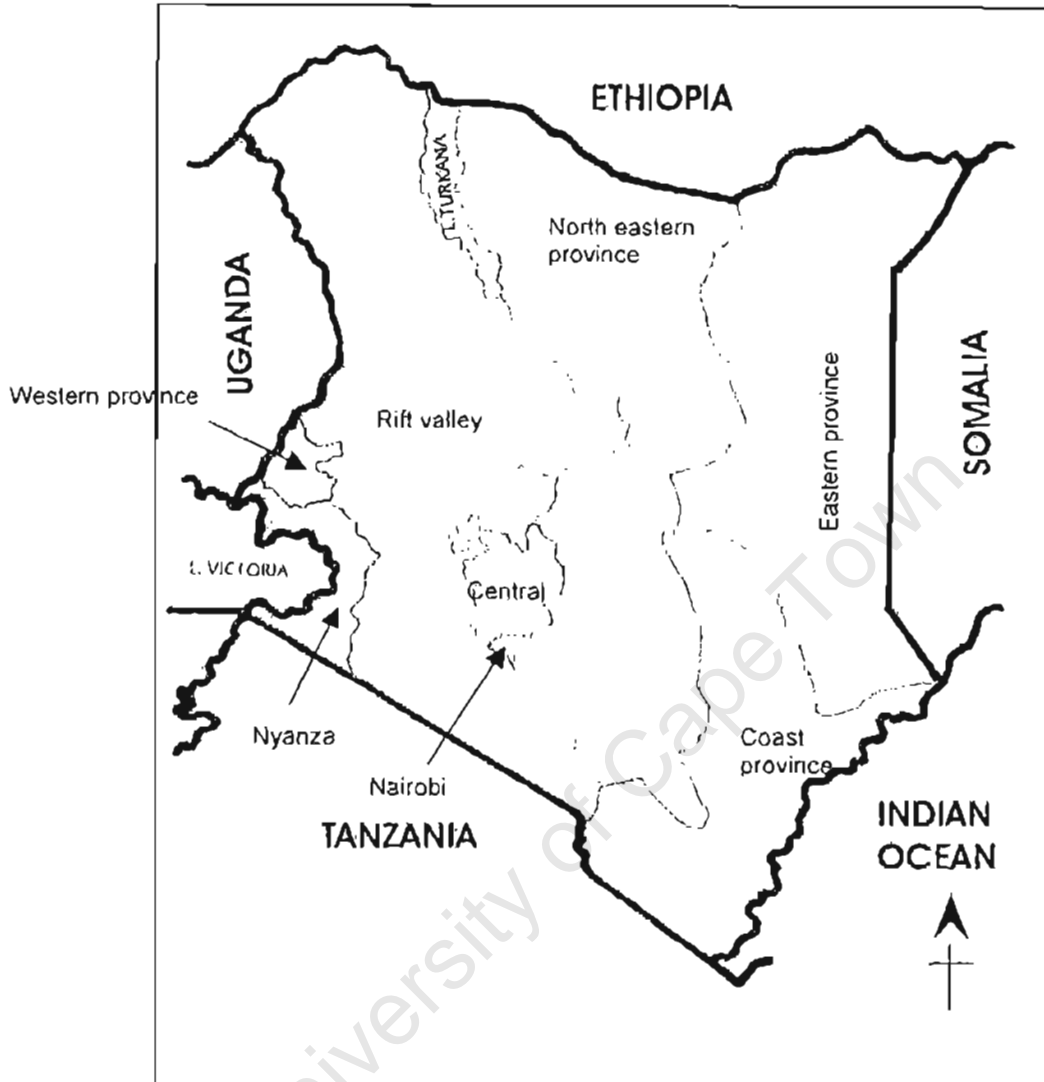 ETHIOPIA
L. TURKANA
North eastern
province
UGANDA
SOMALIA
Western province
Rift valley
Eastern province
L. VICTORIA
Central
Nyanza
Nairobi
Coast
province
TANZANIA
INDIAN
OCEAN
niversity of Cape Town